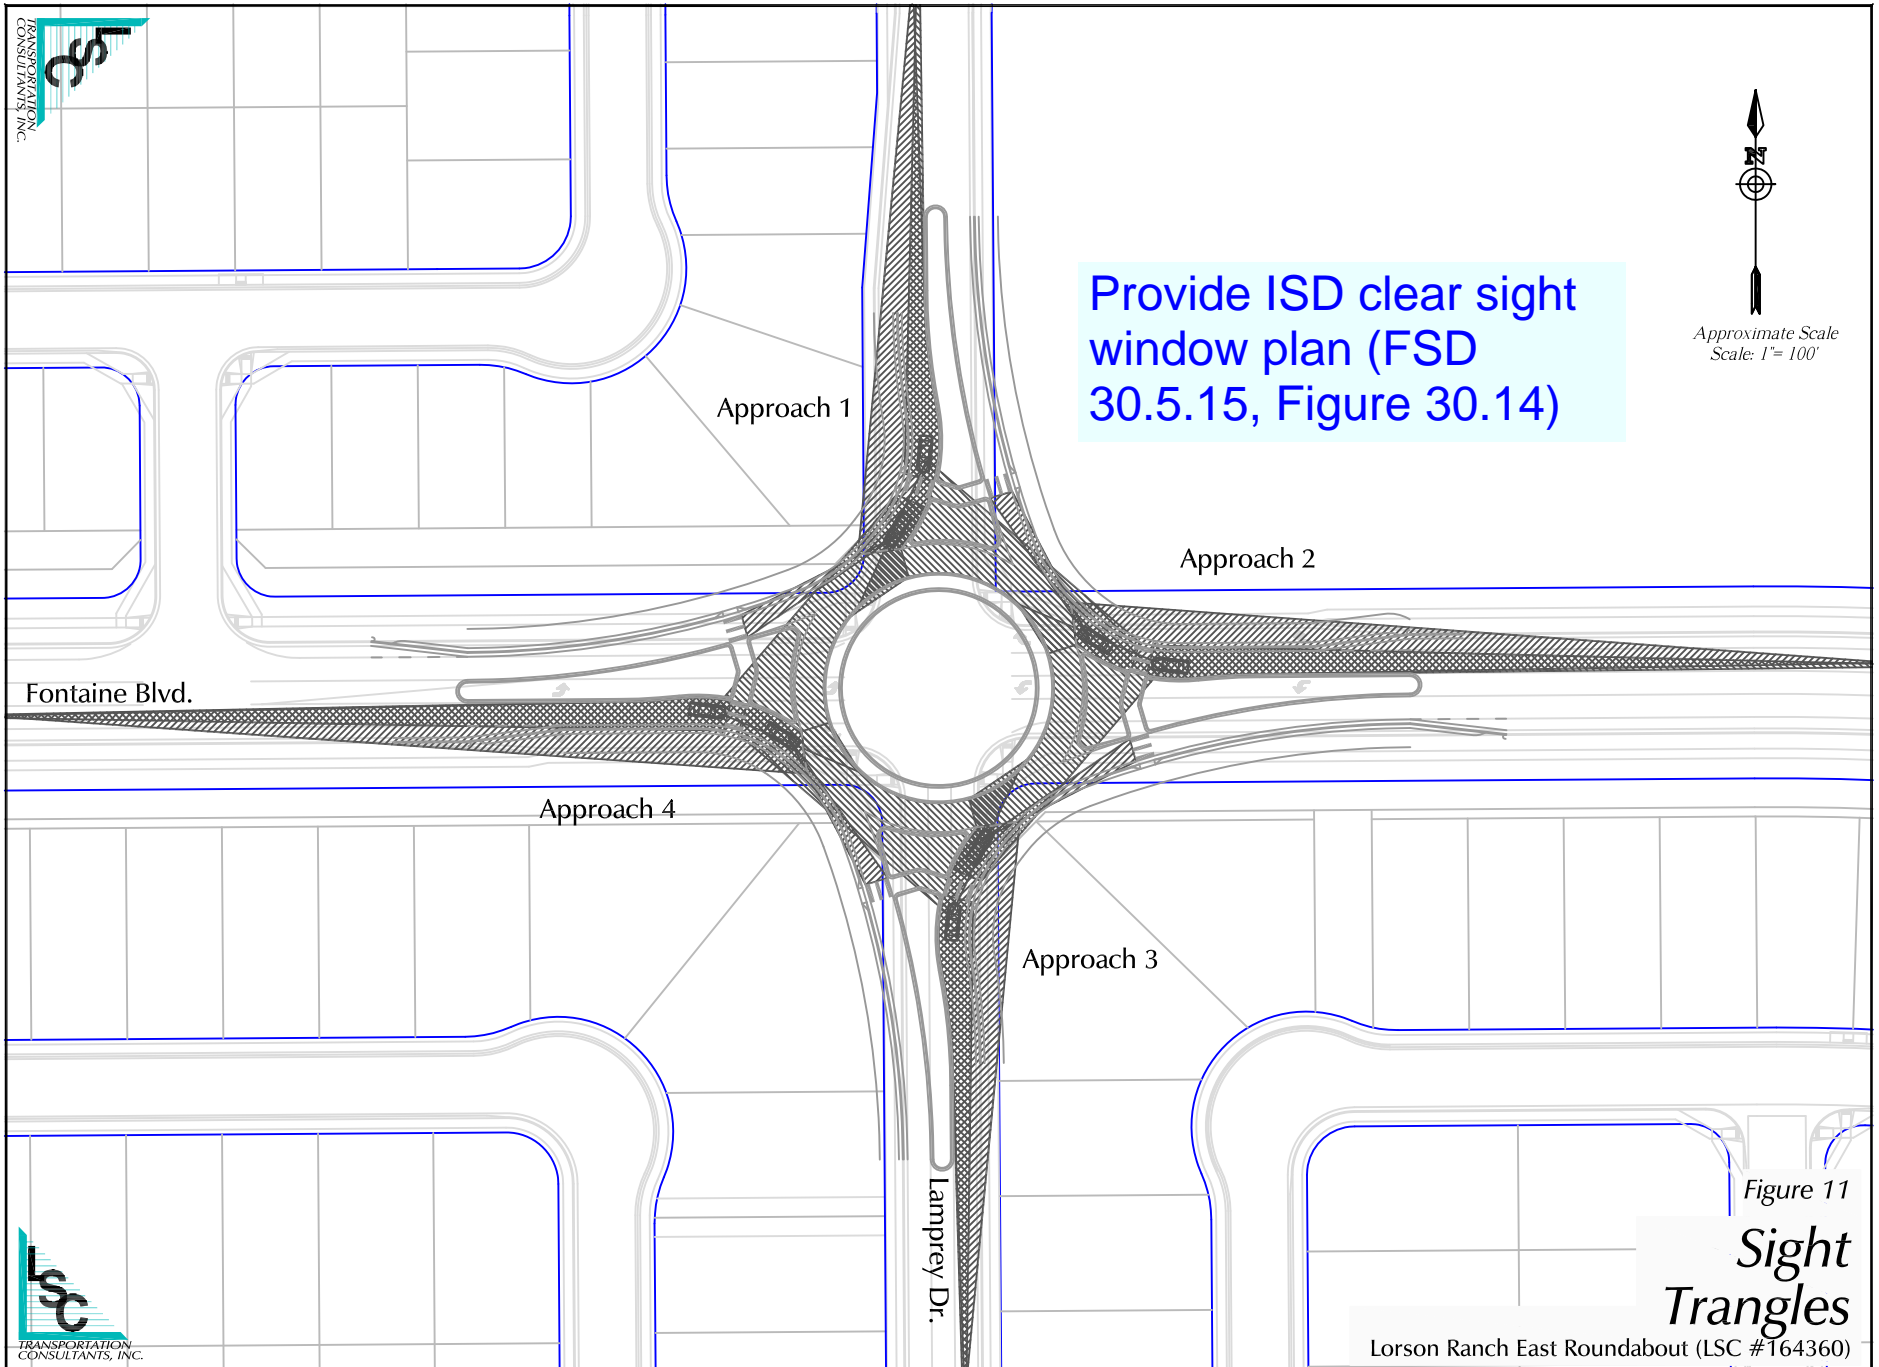 LSC
TRANSPORTATION
CONSULTANTS, INC.
N
Approximate Scale
Scale: 1"= 100'
Provide ISD clear sight
window plan (FSD
30.5.15, Figure 30.14)
Approach 1
Approach 2
Fontaine Blvd.
Approach 4
Approach 3
Lamprey Dr.
LSC
TRANSPORTATION
CONSULTANTS, INC.
Figure 11
Sight
Trangles
Lorson Ranch East Roundabout (LSC #164360)